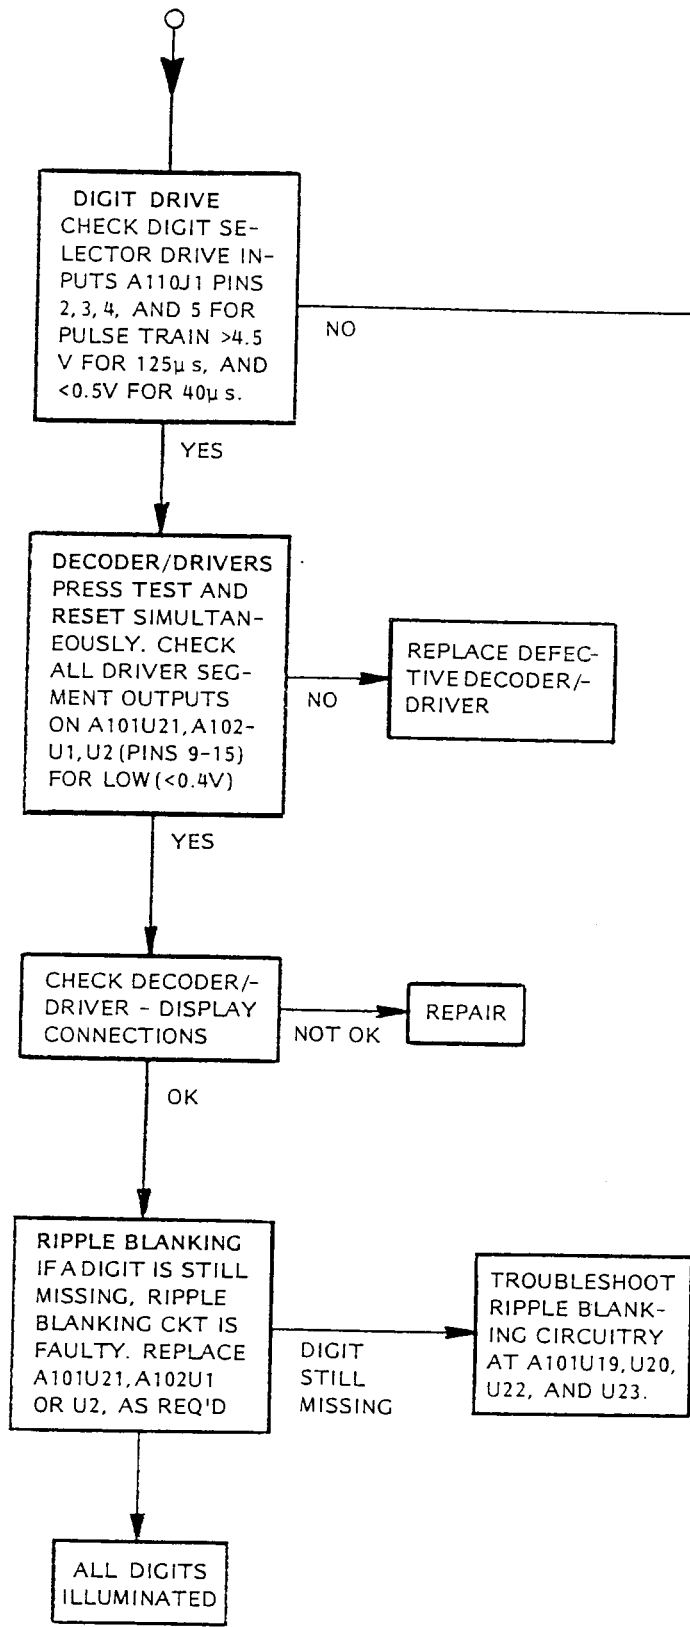 DIGIT DRIVE
CHECK DIGIT SE-
LECTOR DRIVE IN-
PUTS A110J1 PINS
2,3,4, AND 5 FOR
PULSE TRAIN >4.5
V FOR 125µs, AND
<0.5V FOR 40µs.
NO
YES
DECODER/DRIVERS
PRESS TEST AND
RESET SIMULTAN-
EOUSLY. CHECK
ALL DRIVER SEG-
MENT OUTPUTS
ON A101U21, A102-
U1, U2 (PINS 9-15)
FOR LOW (<0.4V)
NO
REPLACE DEFEC-
TIVE DECODER/-
DRIVER
YES
CHECK DECODER/-
DRIVER - DISPLAY
CONNECTIONS
NOT OK
REPAIR
OK
RIPPLE BLANKING
IF A DIGIT IS STILL
MISSING, RIPPLE
BLANKING CKT IS
FAULTY. REPLACE
A101U21, A102U1
OR U2, AS REQ'D
DIGIT
STILL
MISSING
TROUBLESHOOT
RIPPLE BLANK-
ING CIRCUITRY
AT A101U19, U20,
U22, AND U23.
ALL DIGITS
ILLUMINATED